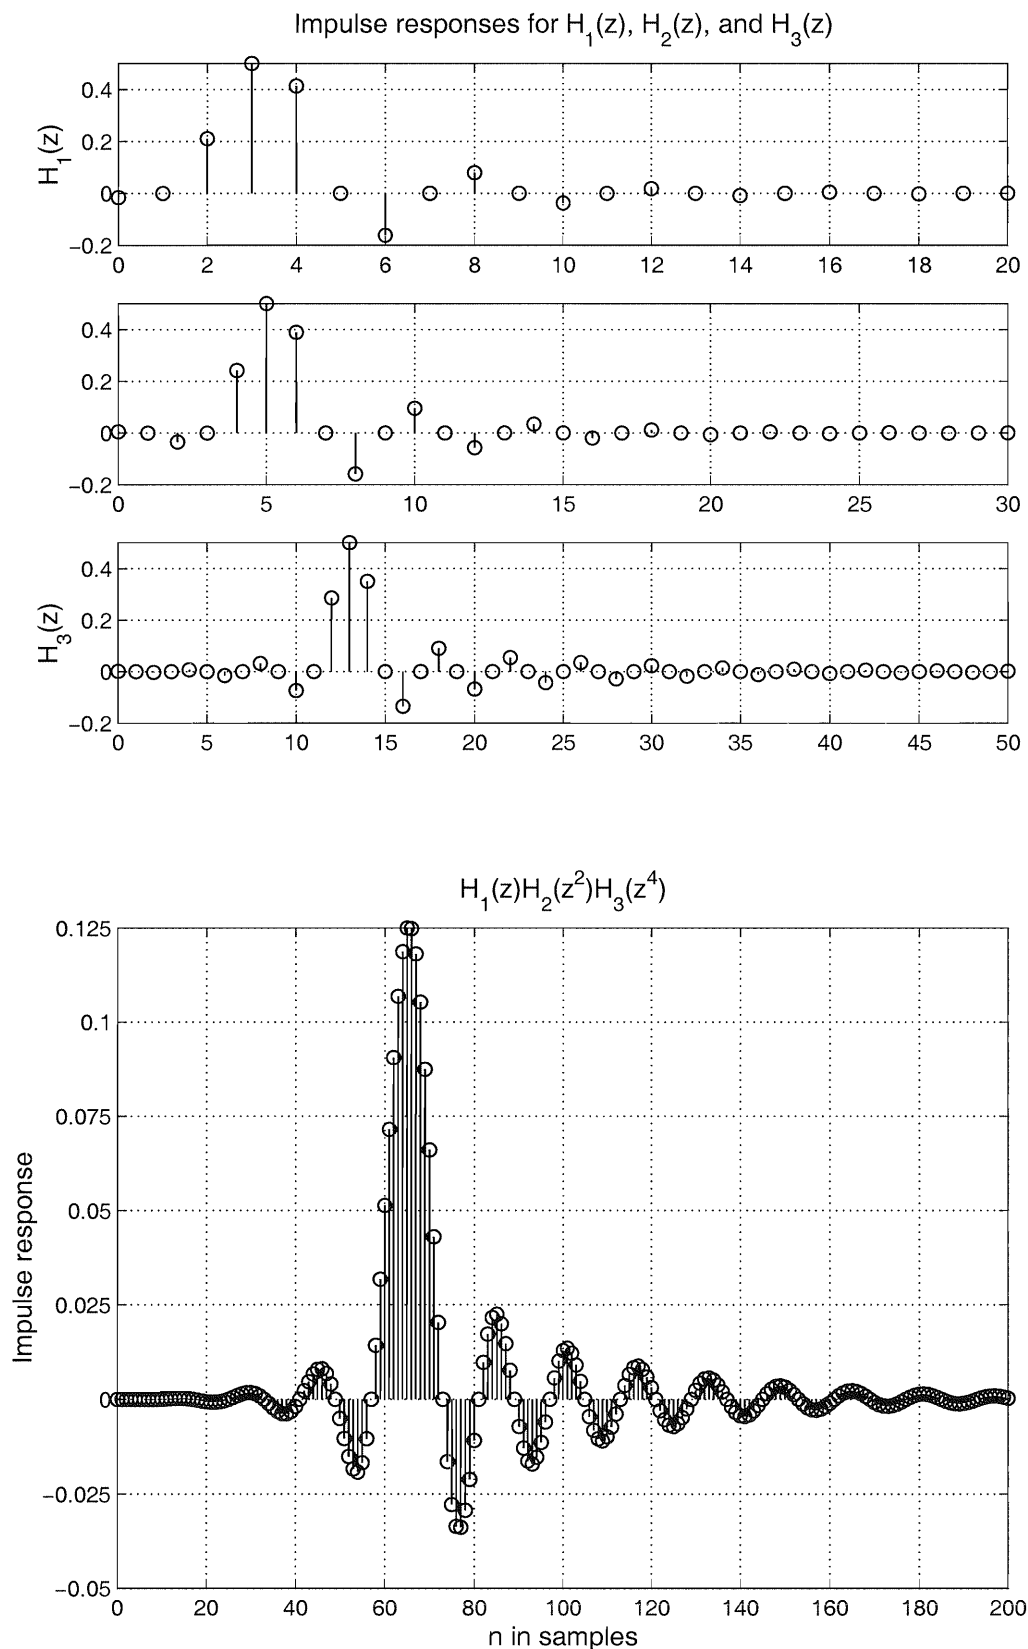 Impulse responses for H1(z), H2(z), and H3(z)
0.4
0.2
0
−0.2
H1(z)
0 2 4 6 8 10 12 14 16 18 20
0.4
0.2
0
−0.2
0 5 10 15 20 25 30
0.4
0.2
0
−0.2
H3(z)
0 5 10 15 20 25 30 35 40 45 50
H1(z)H2(z²)H3(z⁴)
0.125
0.1
0.075
0.05
0.025
0
−0.025
−0.05
Impulse response
0 20 40 60 80 100 120 140 160 180 200
n in samples